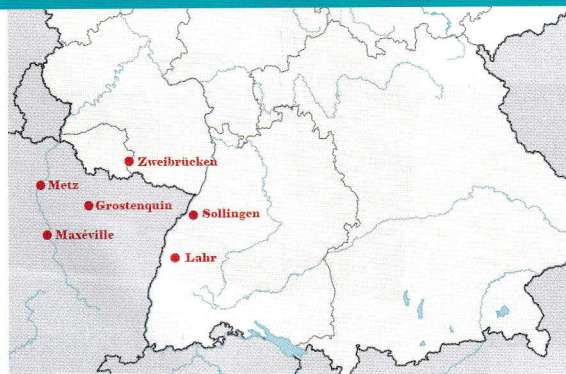 Zweibrücken
Metz
Grostenquin
Sollingen
Maxéville
Lahr